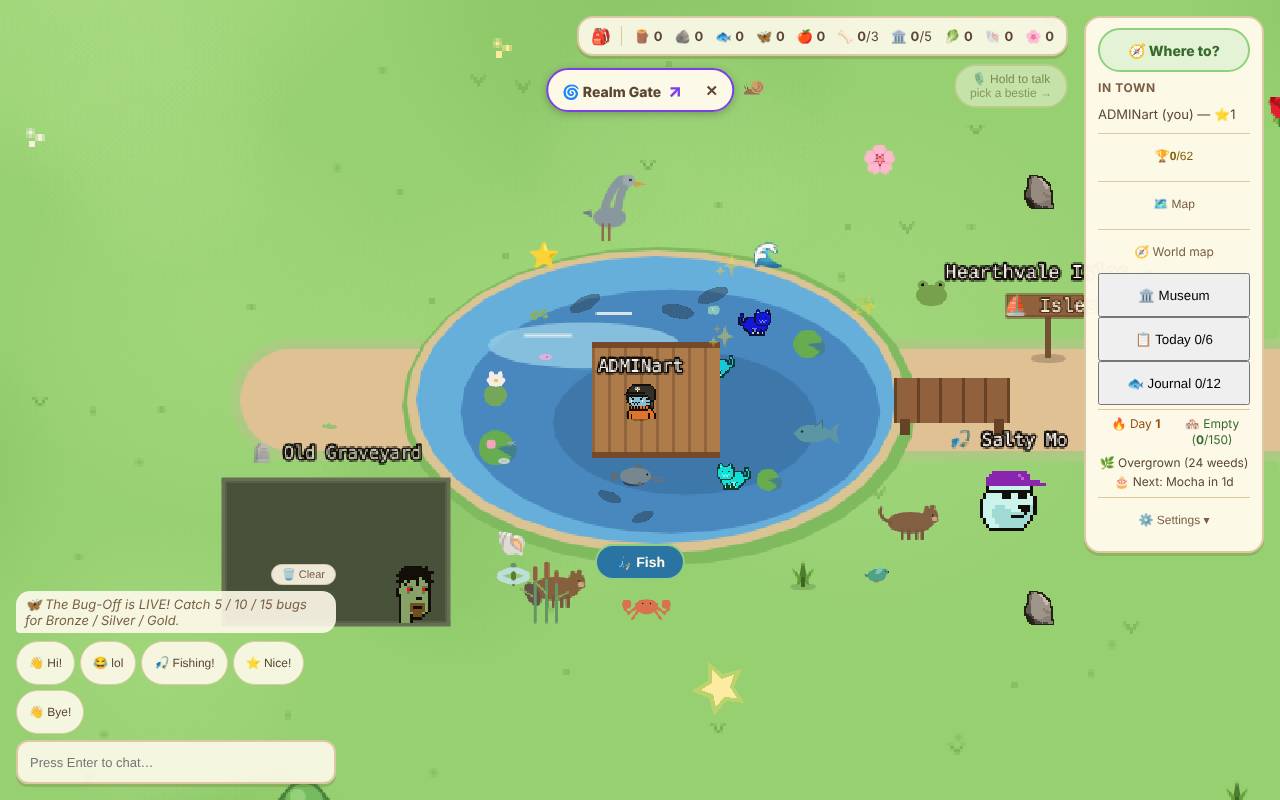 0 0 0 0 0 0/3 0/5 0 0 0
Where to?
Realm Gate
Hold to talk
pick a bestie →
IN TOWN
ADMINart (you) — 1
0/62
Map
World map
Museum
Today 0/6
Journal 0/12
Day 1
Empty
(0/150)
Overgrown (24 weeds)
Next: Mocha in 1d
Settings ▾
Hearthvale
Isle
ADMINart
Old Graveyard
Salty Mo
Fish
Clear
The Bug-Off is LIVE! Catch 5 / 10 / 15 bugs
for Bronze / Silver / Gold.
Hi!
lol
Fishing!
Nice!
Bye!
Press Enter to chat…